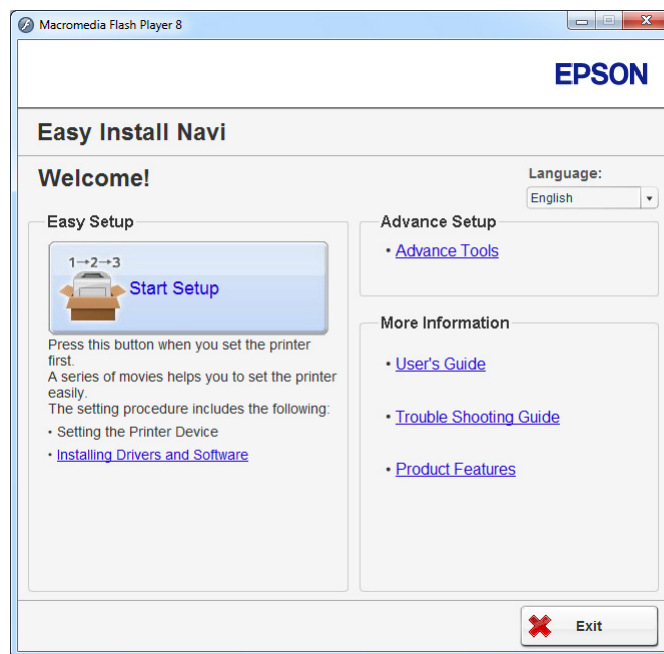 Macromedia Flash Player 8
EPSON
Easy Install Navi
Welcome!
Language:
English
Easy Setup
1→2→3
Start Setup
Press this button when you set the printer
first.
A series of movies helps you to set the printer
easily.
The setting procedure includes the following:
• Setting the Printer Device
• Installing Drivers and Software
Advance Setup
• Advance Tools
More Information
• User's Guide
• Trouble Shooting Guide
• Product Features
Exit